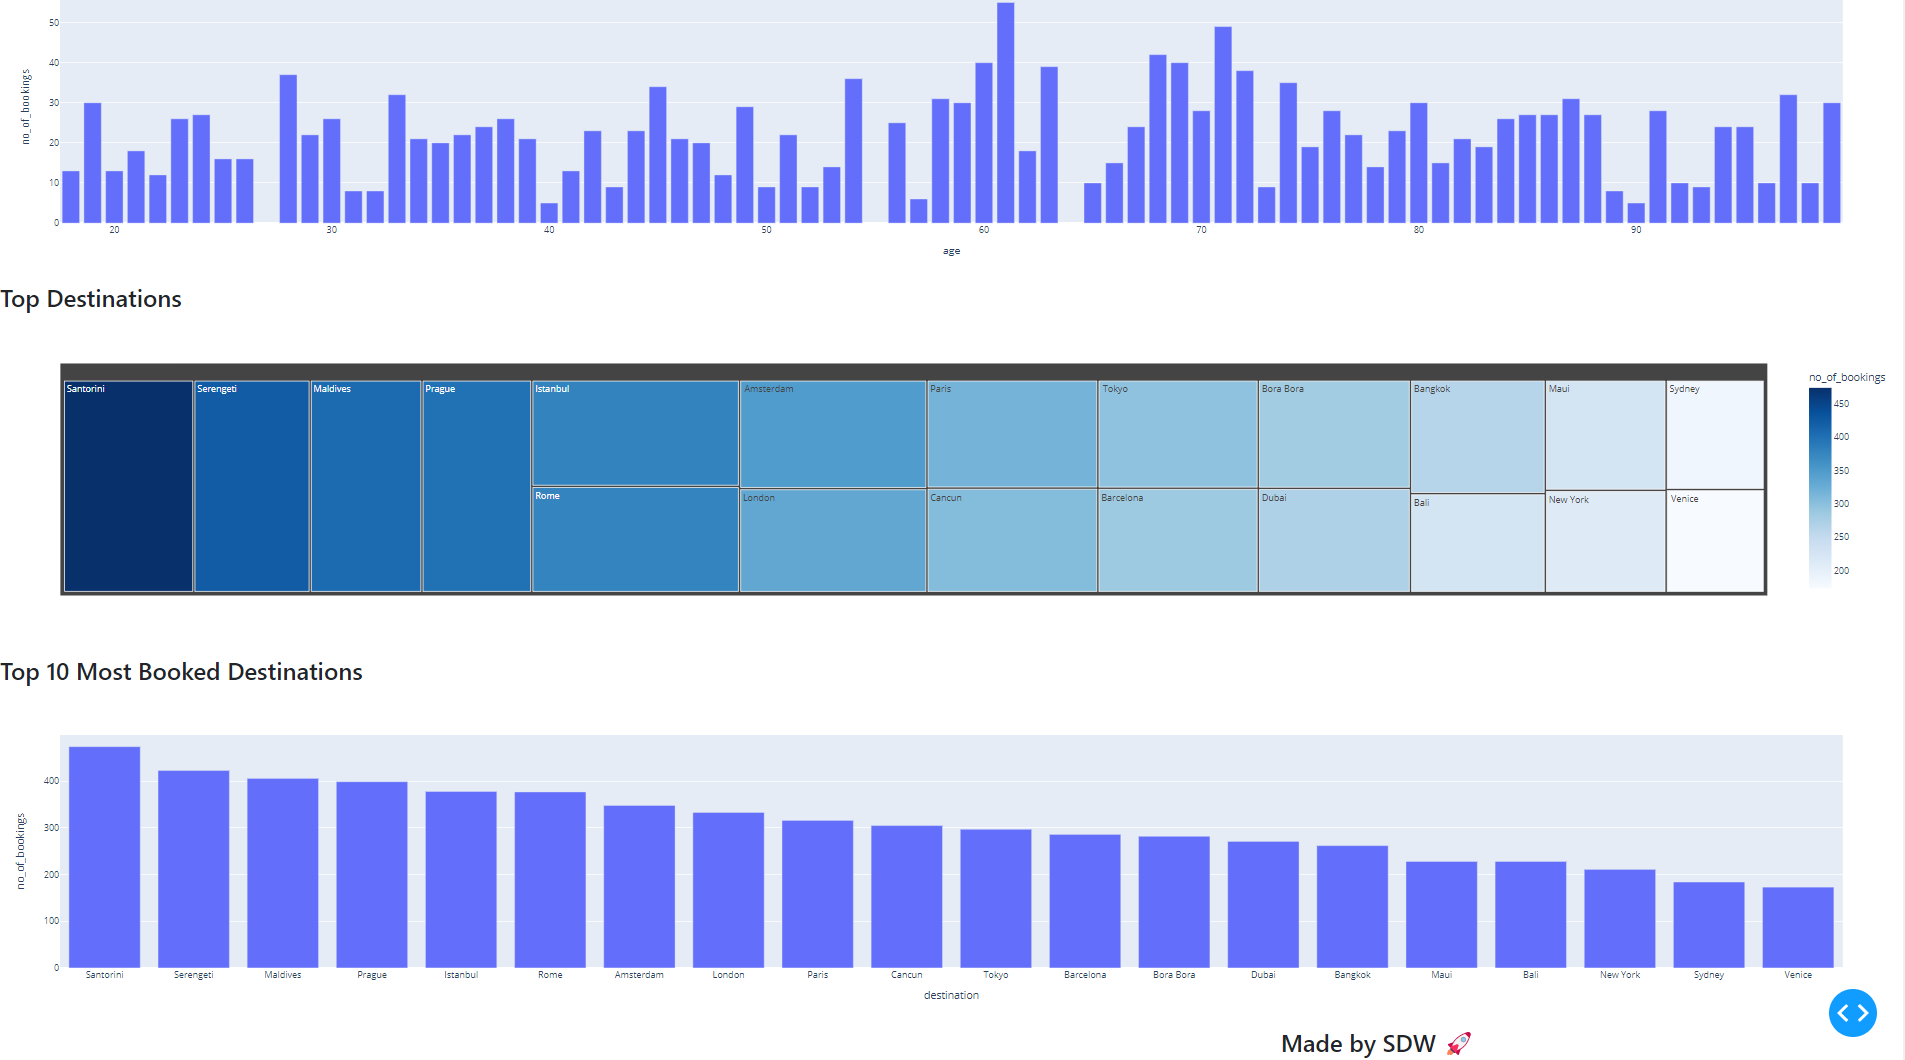 50
40
30
20
10
0
no_of_bookings
20 30 40 50 60 70 80 90
age
Top Destinations
Santorini Serengeti Maldives Prague Istanbul Amsterdam Paris Tokyo Bora Bora Bangkok Maui Sydney
Rome London Cancun Barcelona Dubai Bali New York Venice
no_of_bookings
450
400
350
300
250
200
Top 10 Most Booked Destinations
400
300
200
100
0
no_of_bookings
Santorini Serengeti Maldives Prague Istanbul Rome Amsterdam London Paris Cancun Tokyo Barcelona Bora Bora Dubai Bangkok Maui Bali New York Sydney Venice
destination
Made by SDW 🚀